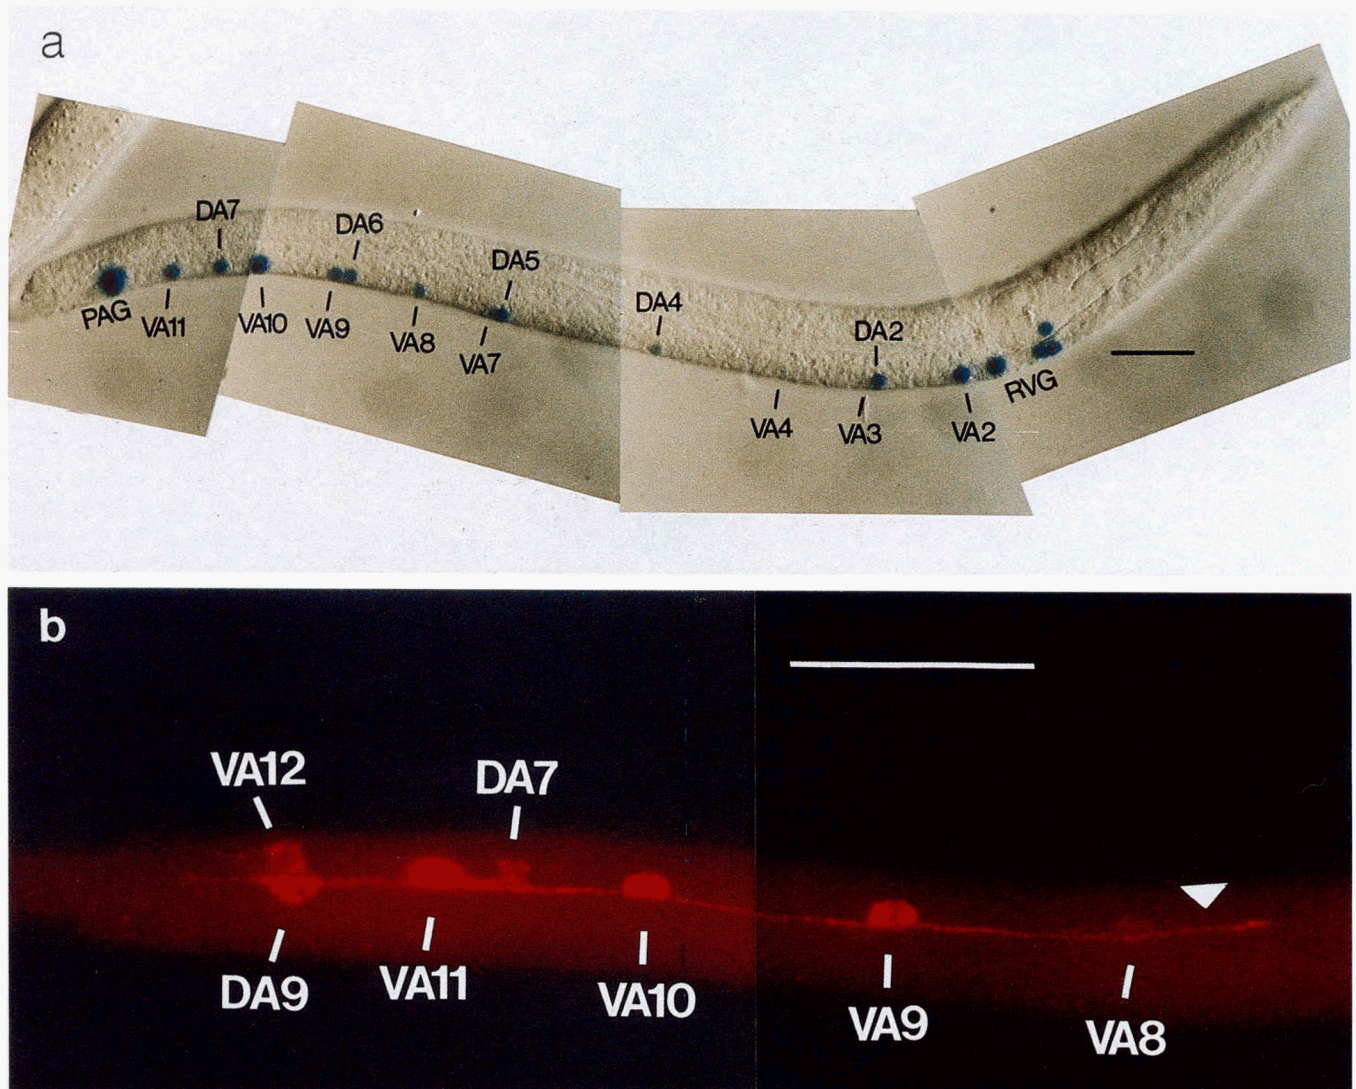 a
DA7
DA6
DA5
DA4
DA2
PAG
VA11
VA10
VA9
VA8
VA7
VA4
VA3
VA2
RVG
b
VA12
DA7
DA9
VA11
VA10
VA9
VA8